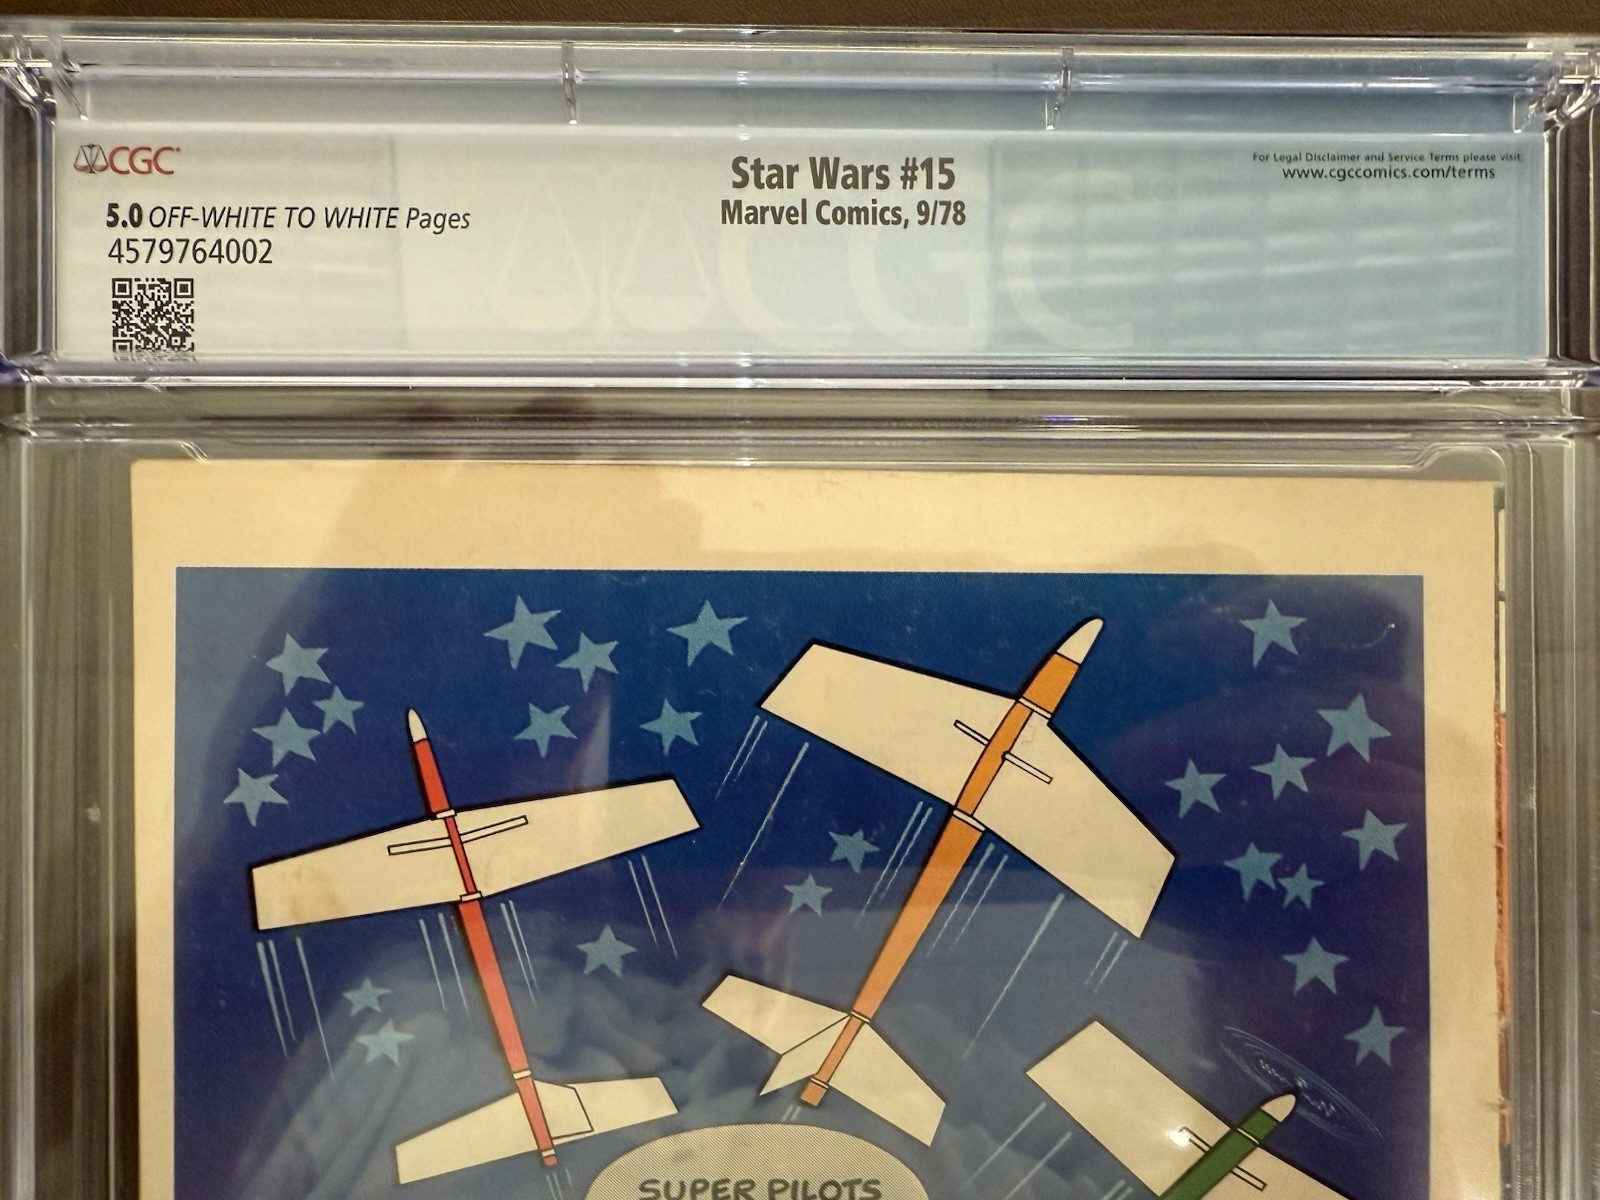 CGC
5.0 OFF-WHITE TO WHITE Pages
4579764002
Star Wars #15
Marvel Comics, 9/78
For Legal Disclaimer and Service Terms please visit:
www.cgccomics.com/terms
CGC
SUPER PILOTS